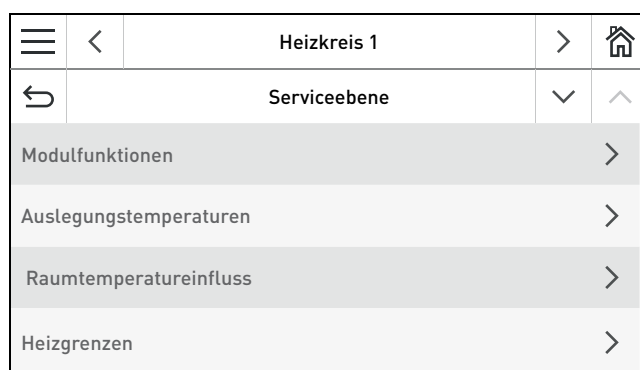 Heizkreis 1
Serviceebene
Modulfunktionen
Auslegungstemperaturen
Raumtemperatureinfluss
Heizgrenzen